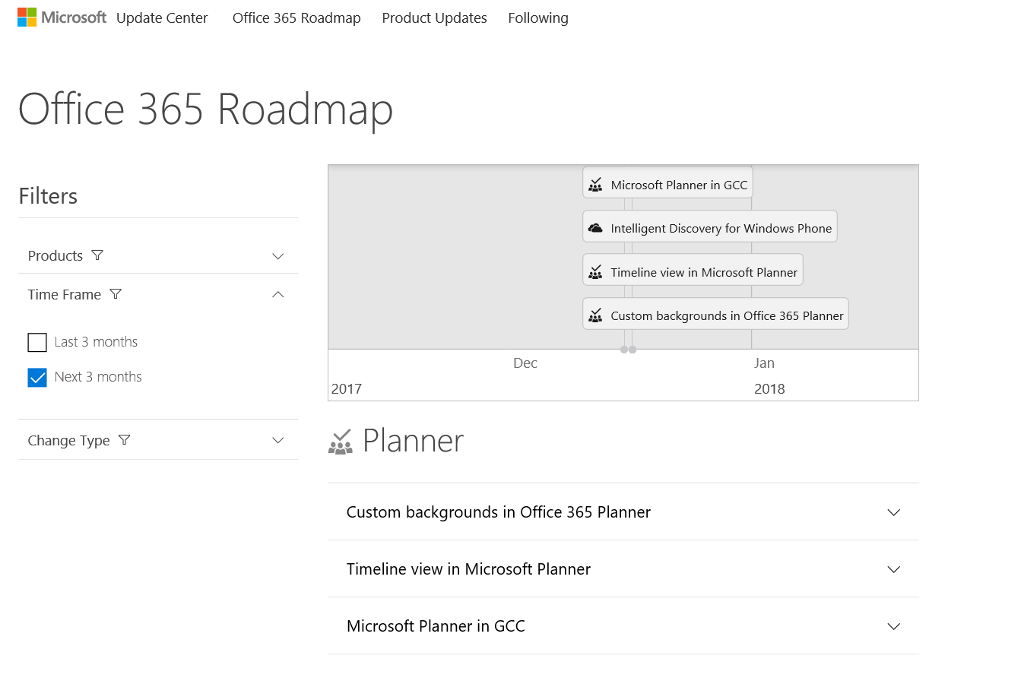 Microsoft Update Center Office 365 Roadmap Product Updates Following
Office 365 Roadmap
Filters
Products
Time Frame
Last 3 months
Next 3 months
Change Type
Microsoft Planner in GCC
Intelligent Discovery for Windows Phone
Timeline view in Microsoft Planner
Custom backgrounds in Office 365 Planner
Dec Jan
2017 2018
Planner
Custom backgrounds in Office 365 Planner
Timeline view in Microsoft Planner
Microsoft Planner in GCC